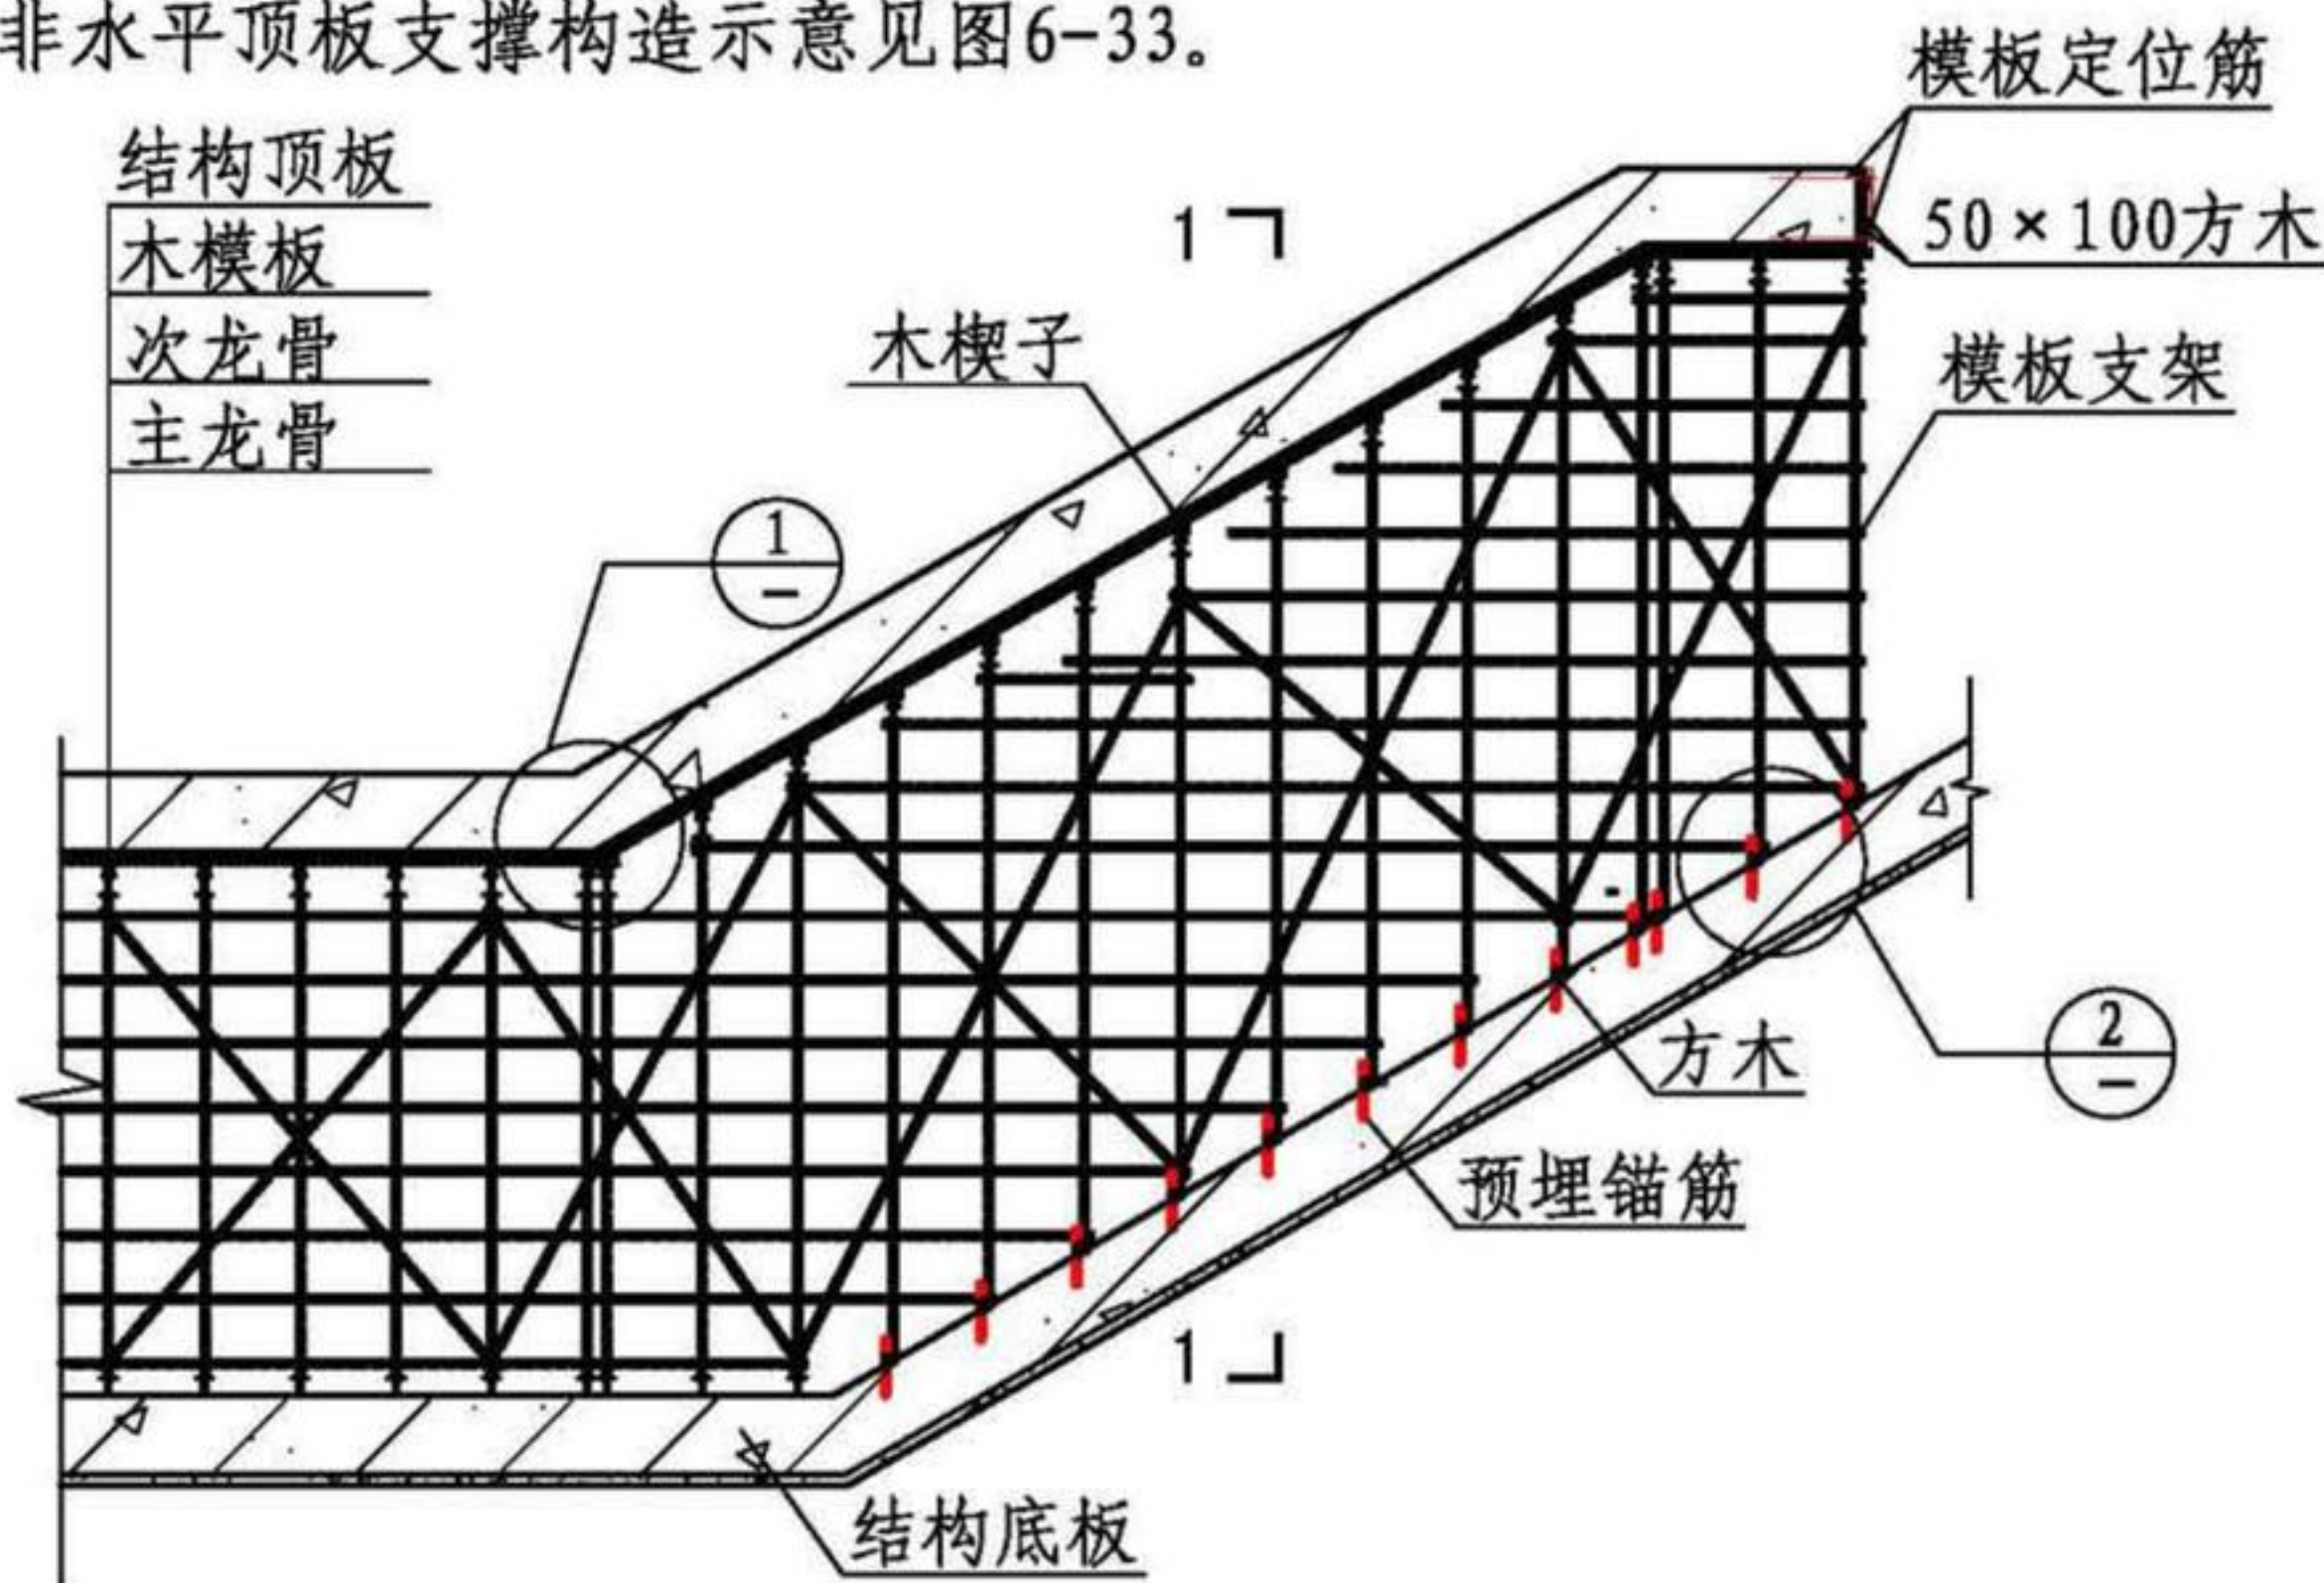 非水平顶板支撑构造示意见图6-33。
模板定位筋
结构顶板
50×100方木
木模板
次龙骨
主龙骨
木楔子
模板支架
1
1
—
方木
2
—
预埋锚筋
1
结构底板